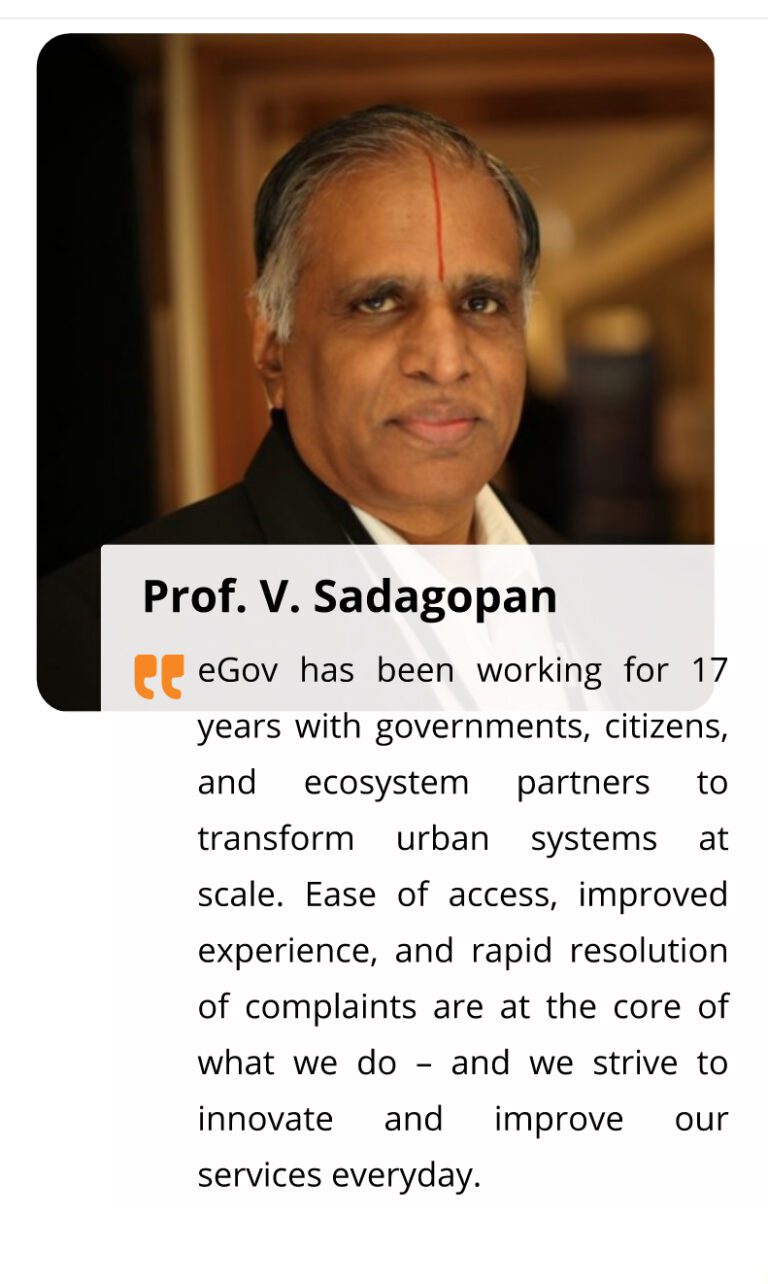 Prof. V. Sadagopan
eGov has been working for 17
years with governments, citizens,
and ecosystem partners to
transform urban systems at
scale. Ease of access, improved
experience, and rapid resolution
of complaints are at the core of
what we do – and we strive to
innovate and improve our
services everyday.